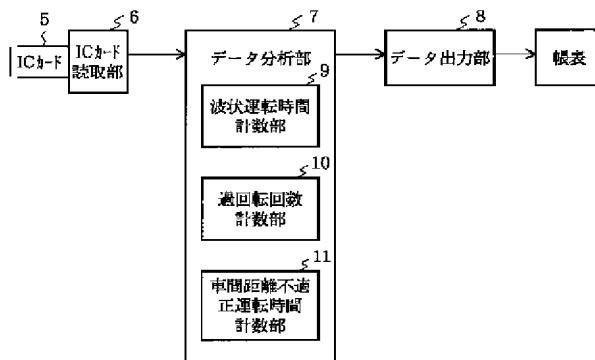 5
6
7
8
ICカード
ICカード
読取部
データ分析部
データ出力部
帳表
9
波状運転時間
計数部
10
過回転回数
計数部
11
車間距離不適
正運転時間
計数部